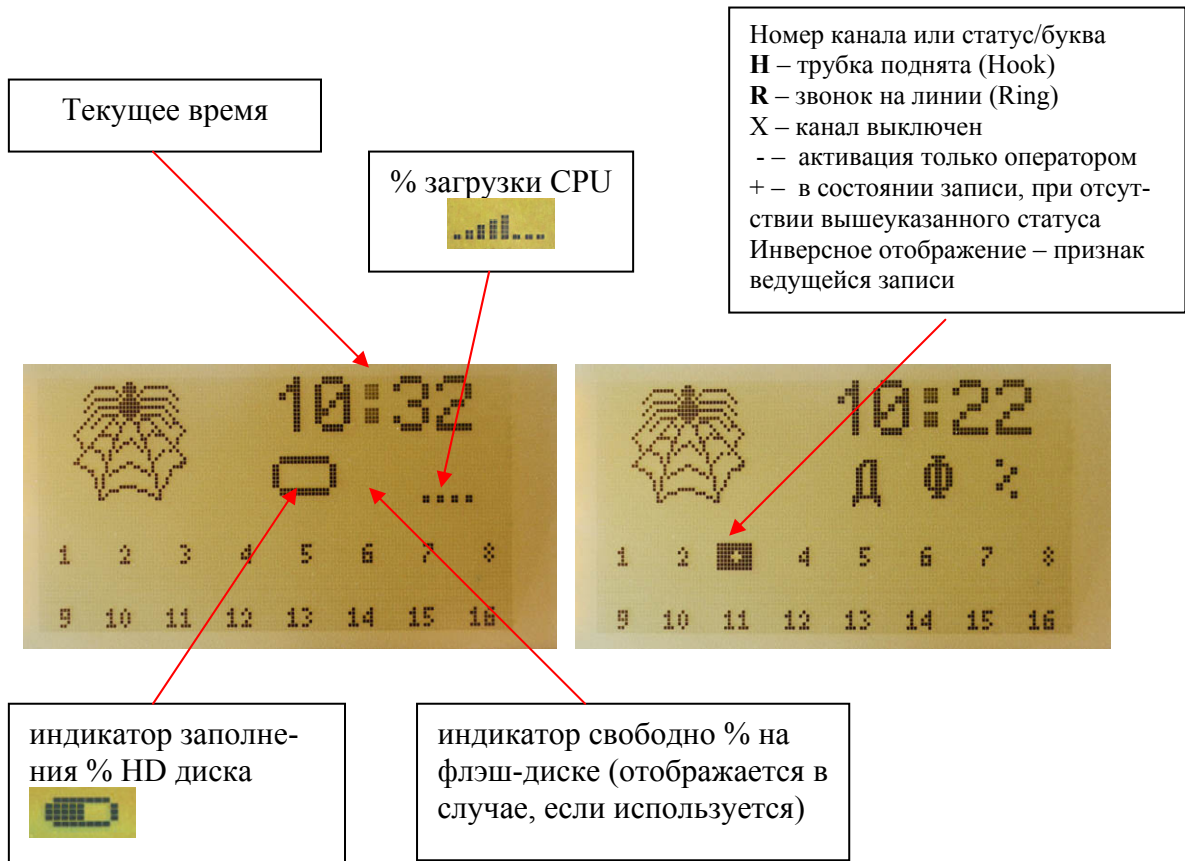 Текущее время
% загрузки CPU
Номер канала или статус/буква
H – трубка поднята (Hook)
R – звонок на линии (Ring)
X – канал выключен
- – активация только оператором
+ – в состоянии записи, при отсут-
ствии вышеуказанного статуса
Инверсное отображение – признак
ведущейся записи
10:32
1 2 3 4 5 6 7 8
9 10 11 12 13 14 15 16
10:22
Д Ф %
1 2 + 4 5 6 7 8
9 10 11 12 13 14 15 16
индикатор заполне-
ния % HD диска
индикатор свободно % на
флэш-диске (отображается в
случае, если используется)